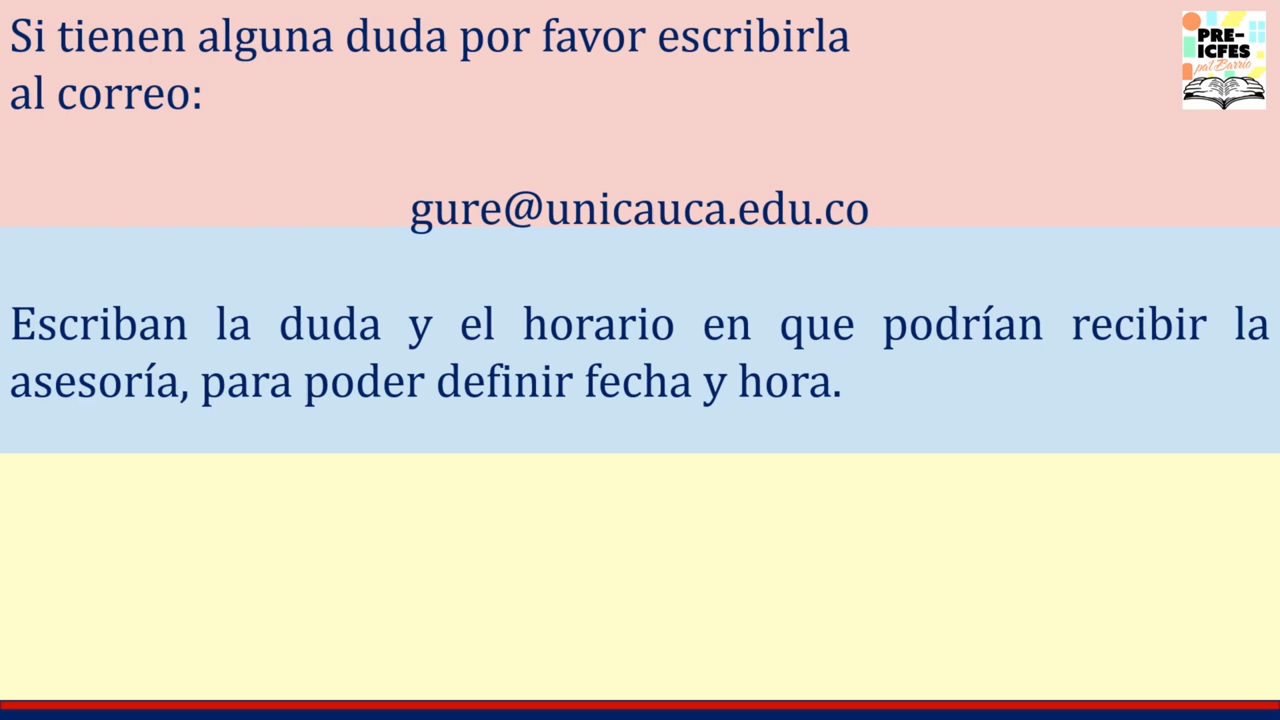 Si tienen alguna duda por favor escribirla
al correo:
PRE-
ICFES
pa'l Barrio
gure@unicauca.edu.co
Escriban la duda y el horario en que podrían recibir la
asesoría, para poder definir fecha y hora.